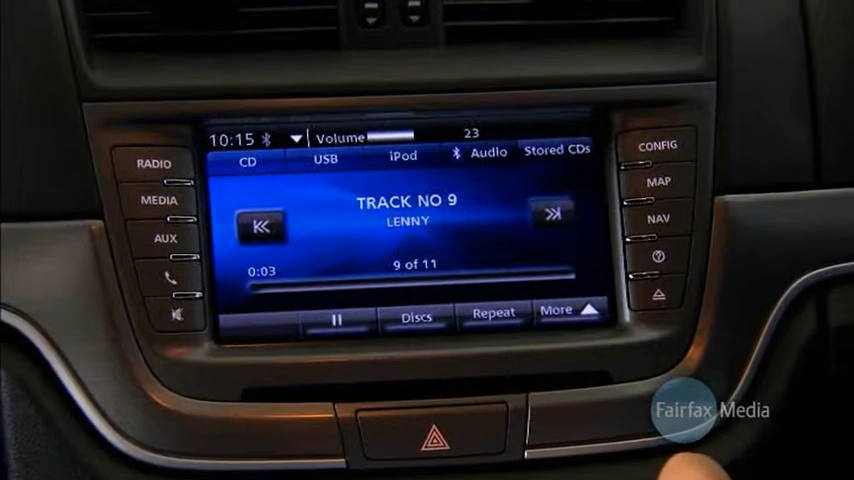 10:15 Volume 23
CD USB iPod Audio Stored CDs
TRACK NO 9
LENNY
0:03 9 of 11
Discs Repeat More
RADIO
MEDIA
AUX
CONFIG
MAP
NAV
?
Fairfax Media